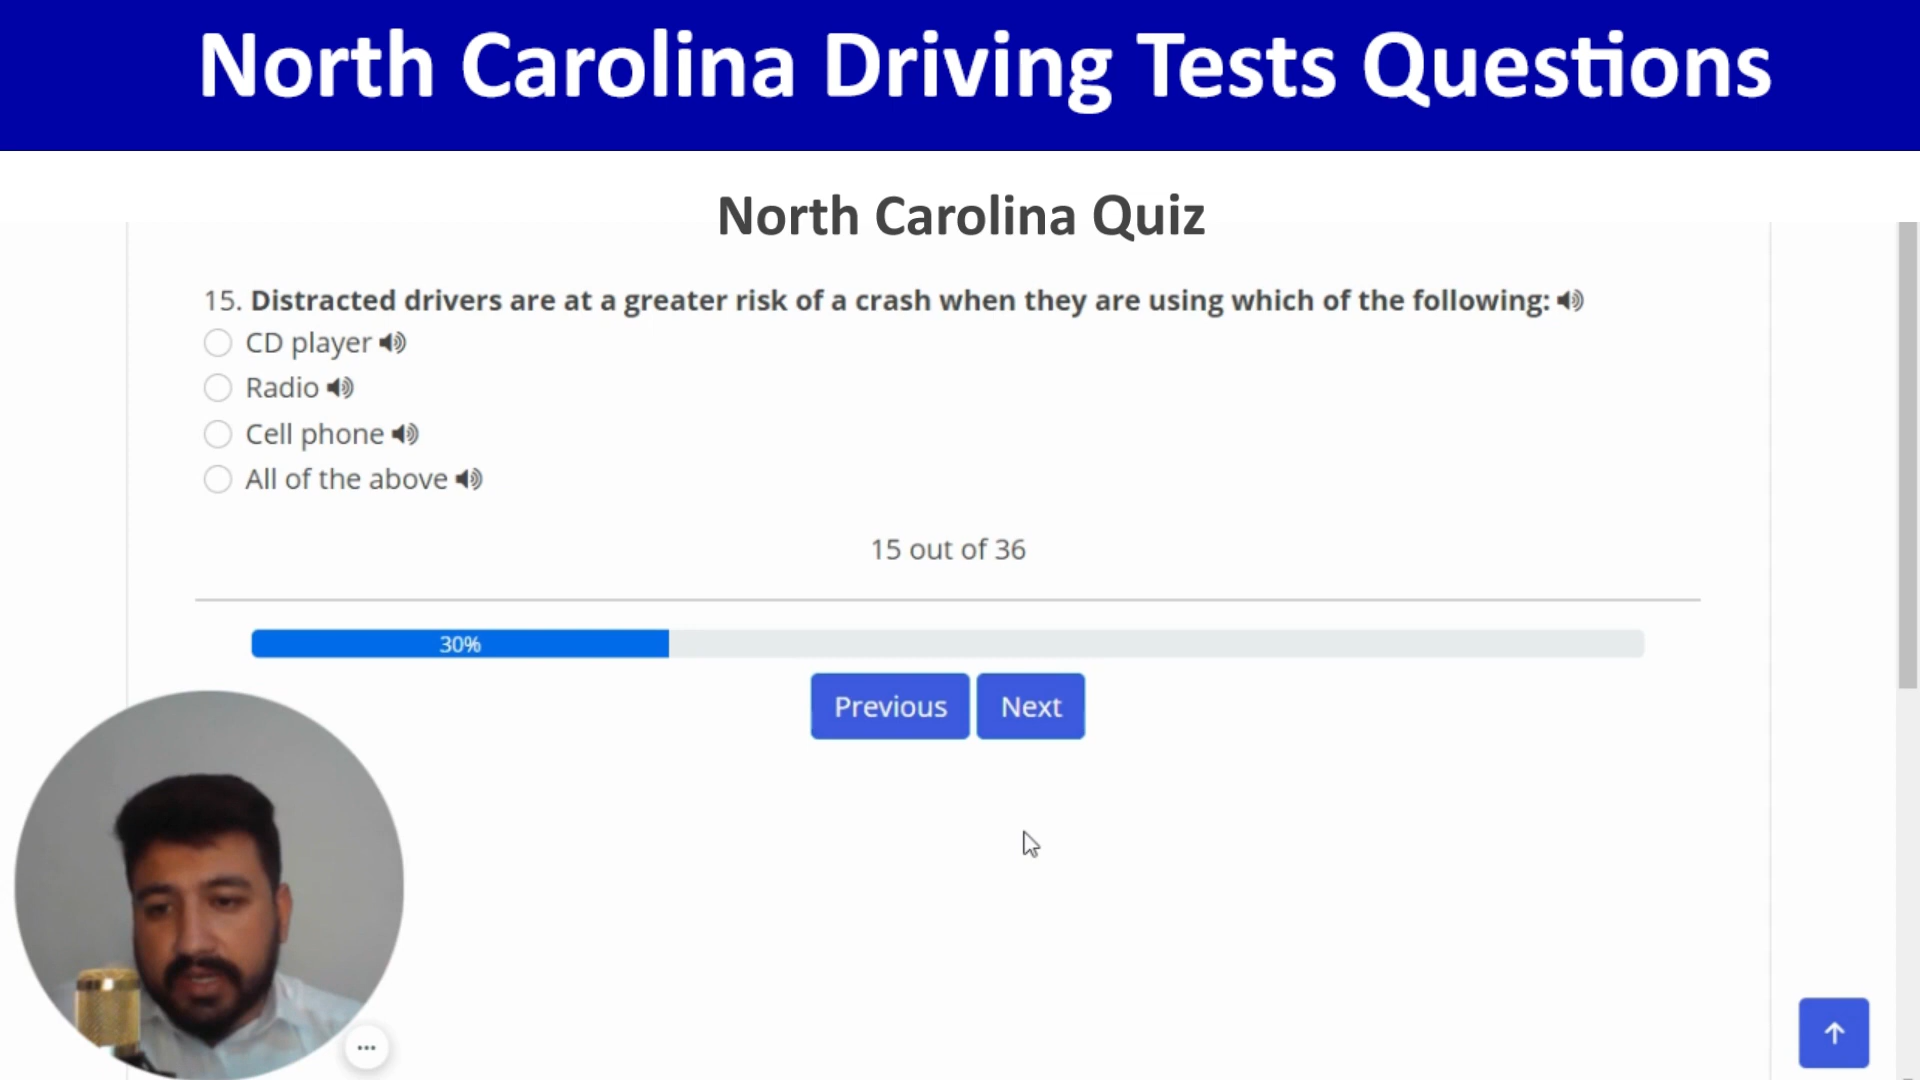 North Carolina Driving Tests Questions
North Carolina Quiz
15. Distracted drivers are at a greater risk of a crash when they are using which of the following:
CD player
Radio
Cell phone
All of the above
15 out of 36
30%
Previous
Next